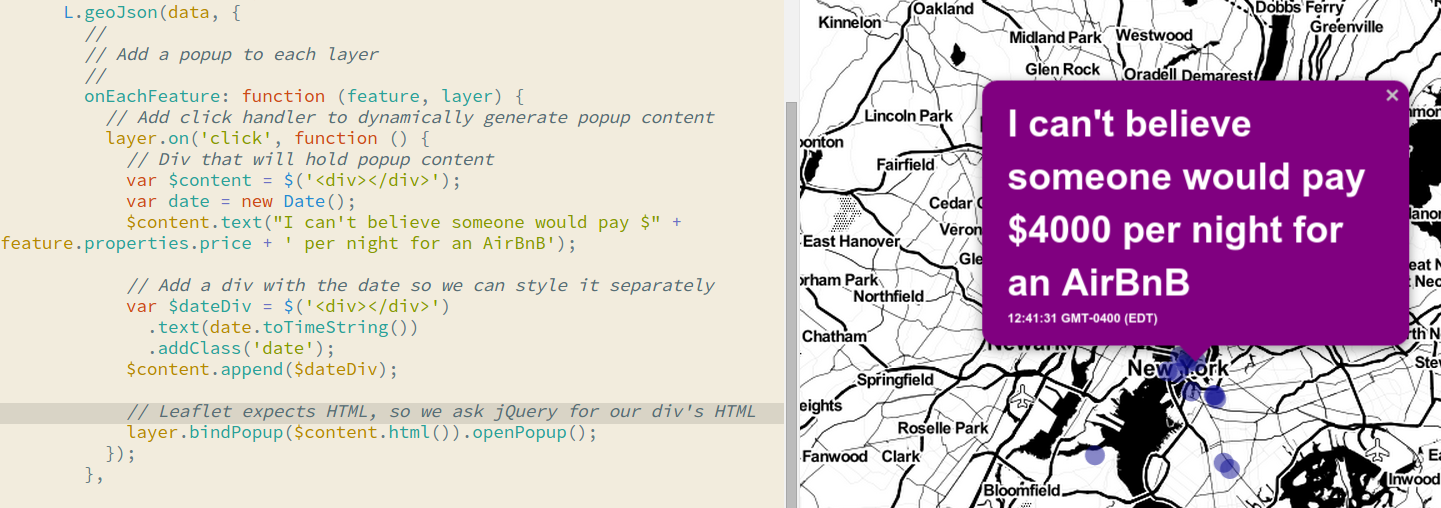 L.geoJson(data, {
//
// Add a popup to each layer
//
onEachFeature: function (feature, layer) {
// Add click handler to dynamically generate popup content
layer.on('click', function () {
// Div that will hold popup content
var $content = $('<div></div>');
var date = new Date();
$content.text("I can't believe someone would pay $" +
feature.properties.price + ' per night for an AirBnB');
// Add a div with the date so we can style it separately
var $dateDiv = $('<div></div>')
.text(date.toTimeString())
.addClass('date');
$content.append($dateDiv);
// Leaflet expects HTML, so we ask jQuery for our div's HTML
layer.bindPopup($content.html()).openPopup();
});
},
Kinnelon
Oakland
Dobbs Ferry
Greenville
Midland Park
Westwood
Glen Rock
Oradell Demarest
×
I can't believe
someone would pay
$4000 per night for
an AirBnB
12:41:31 GMT-0400 (EDT)
Lincoln Park
oonton
Fairfield
Cedar
Veron
East Hanover
Gle
rham Park
Northfield
Chatham
Newark
New York
Springfield
eights
Roselle Park
Fanwood
Clark
Bloomfield
Inwood